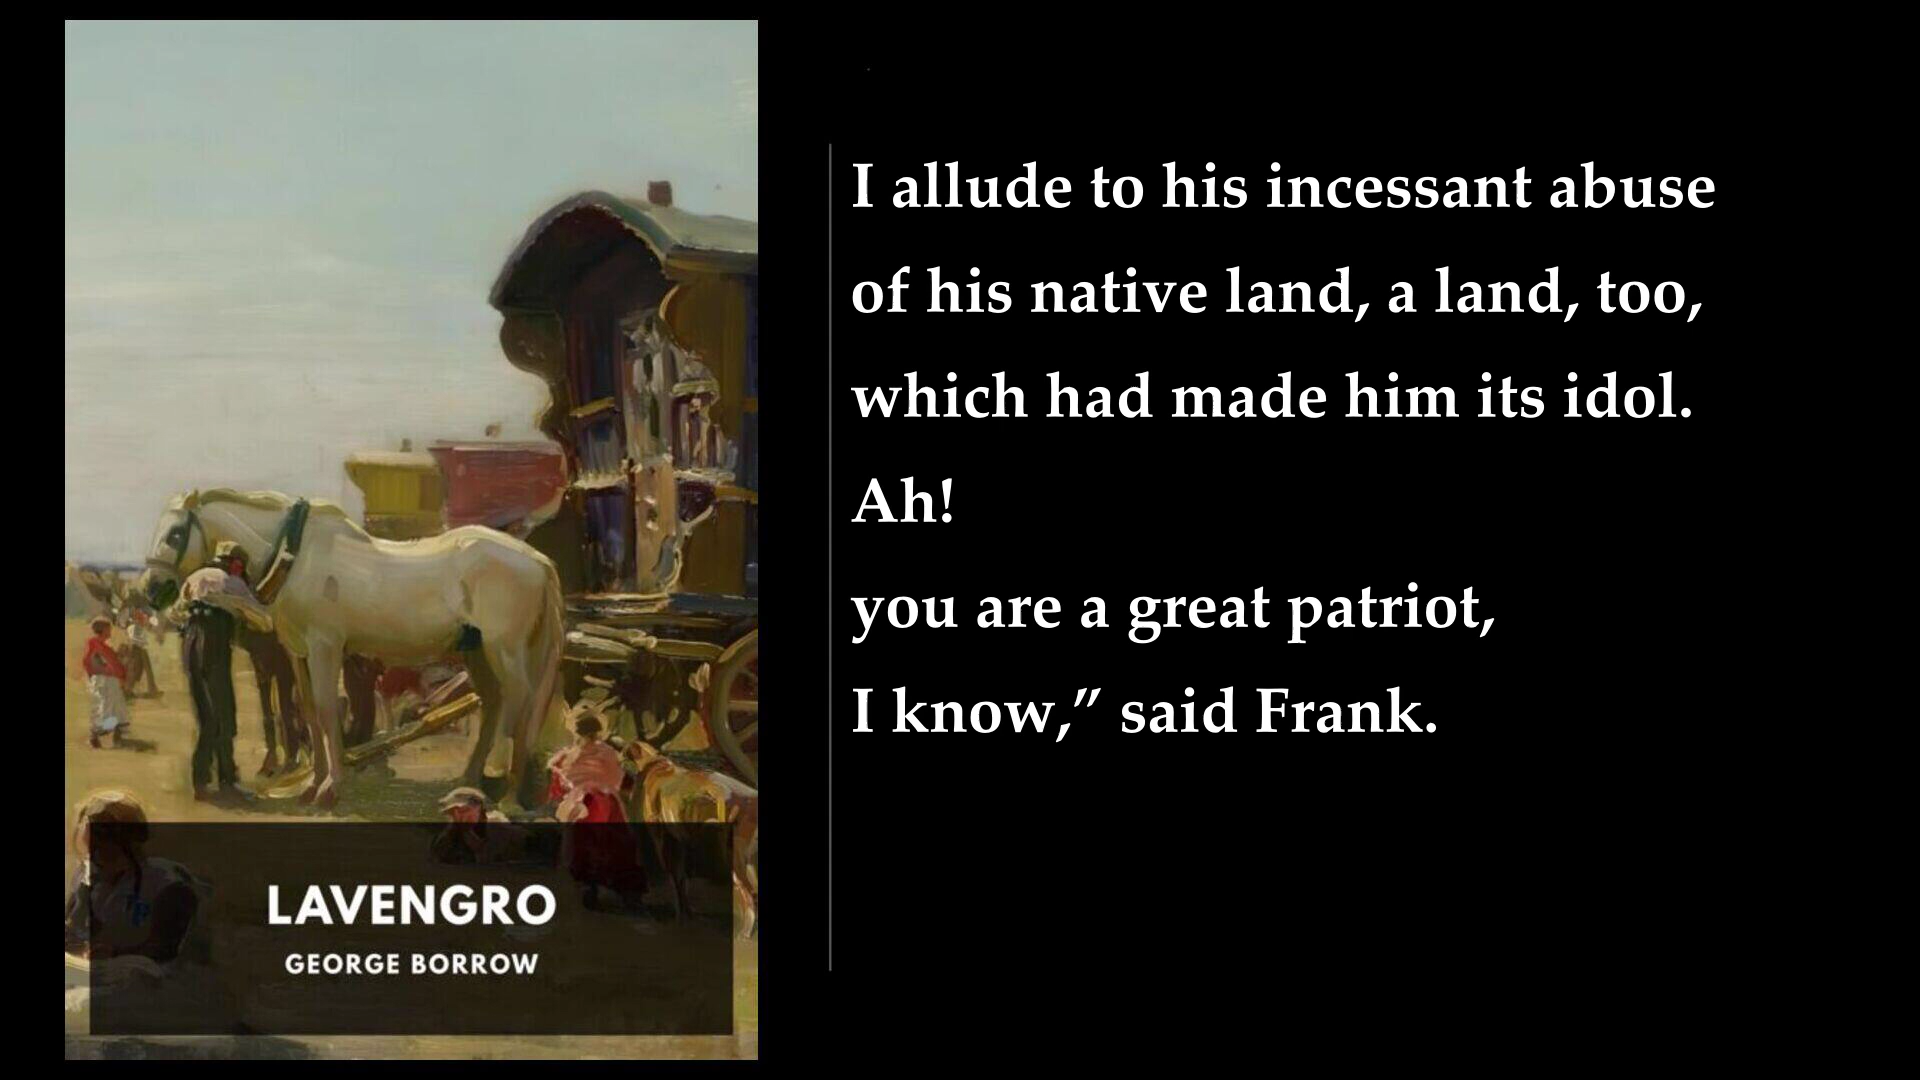 LAVENGRO
GEORGE BORROW
I allude to his incessant abuse
of his native land, a land, too,
which had made him its idol.
Ah!
you are a great patriot,
I know,” said Frank.